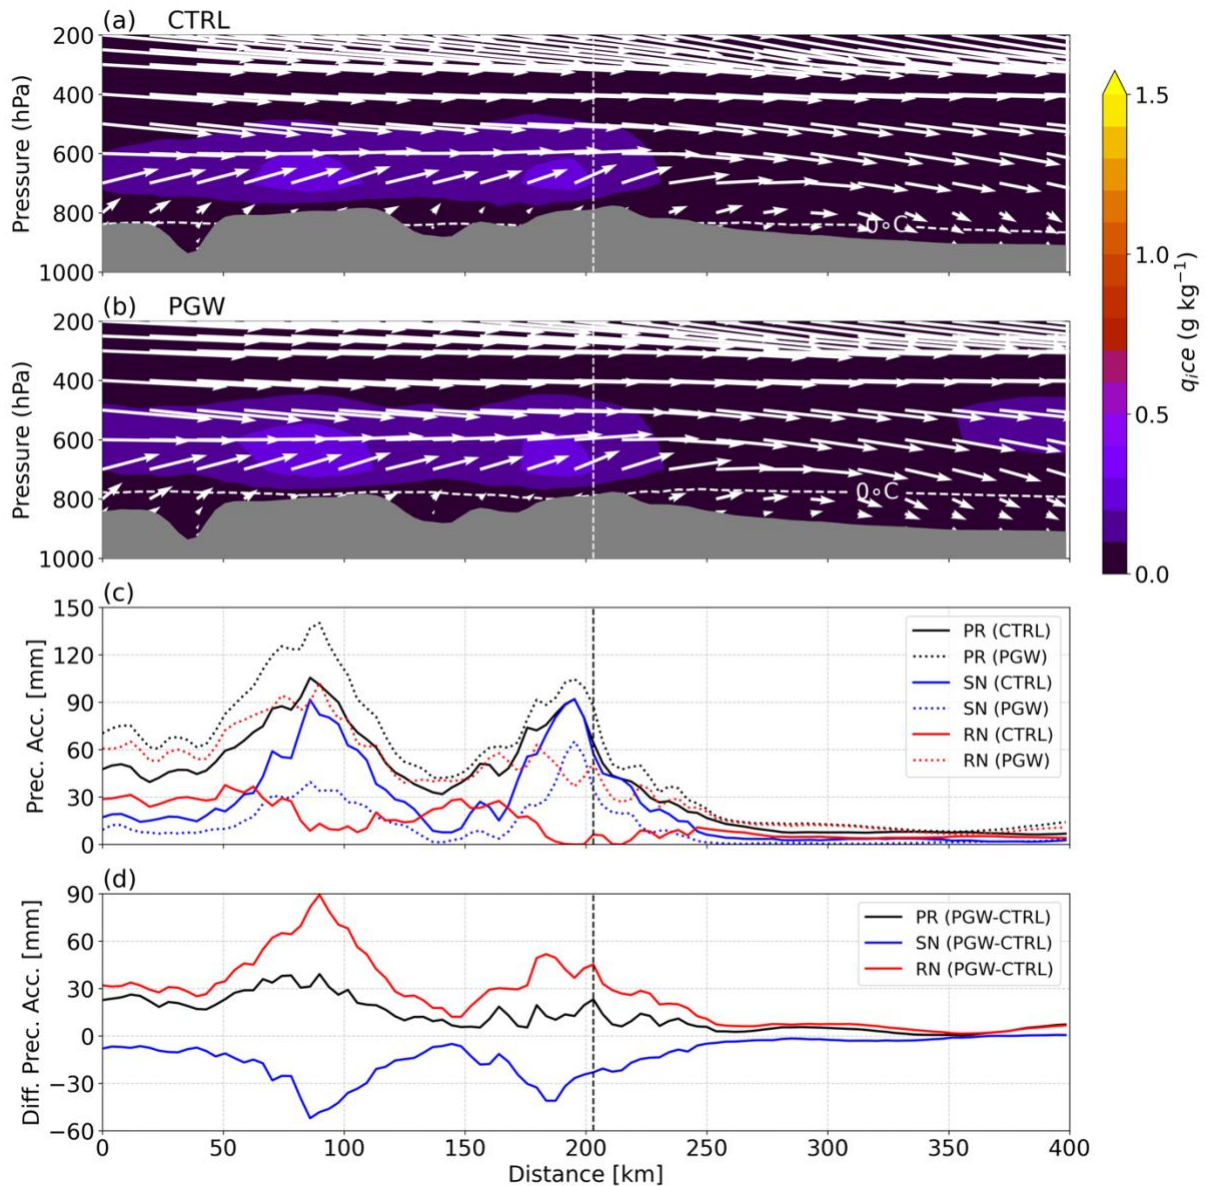 (a) CTRL
200
400
600
800
1000
Pressure (hPa)
0∘C
(b) PGW
200
400
600
800
1000
Pressure (hPa)
0∘C
1.5
1.0
0.5
0.0
q_ice (g kg⁻¹)
(c)
150
120
90
60
30
0
Prec. Acc. [mm]
PR (CTRL)
PR (PGW)
SN (CTRL)
SN (PGW)
RN (CTRL)
RN (PGW)
(d)
90
60
30
0
−30
−60
Diff. Prec. Acc. [mm]
PR (PGW-CTRL)
SN (PGW-CTRL)
RN (PGW-CTRL)
0 50 100 150 200 250 300 350 400
Distance [km]